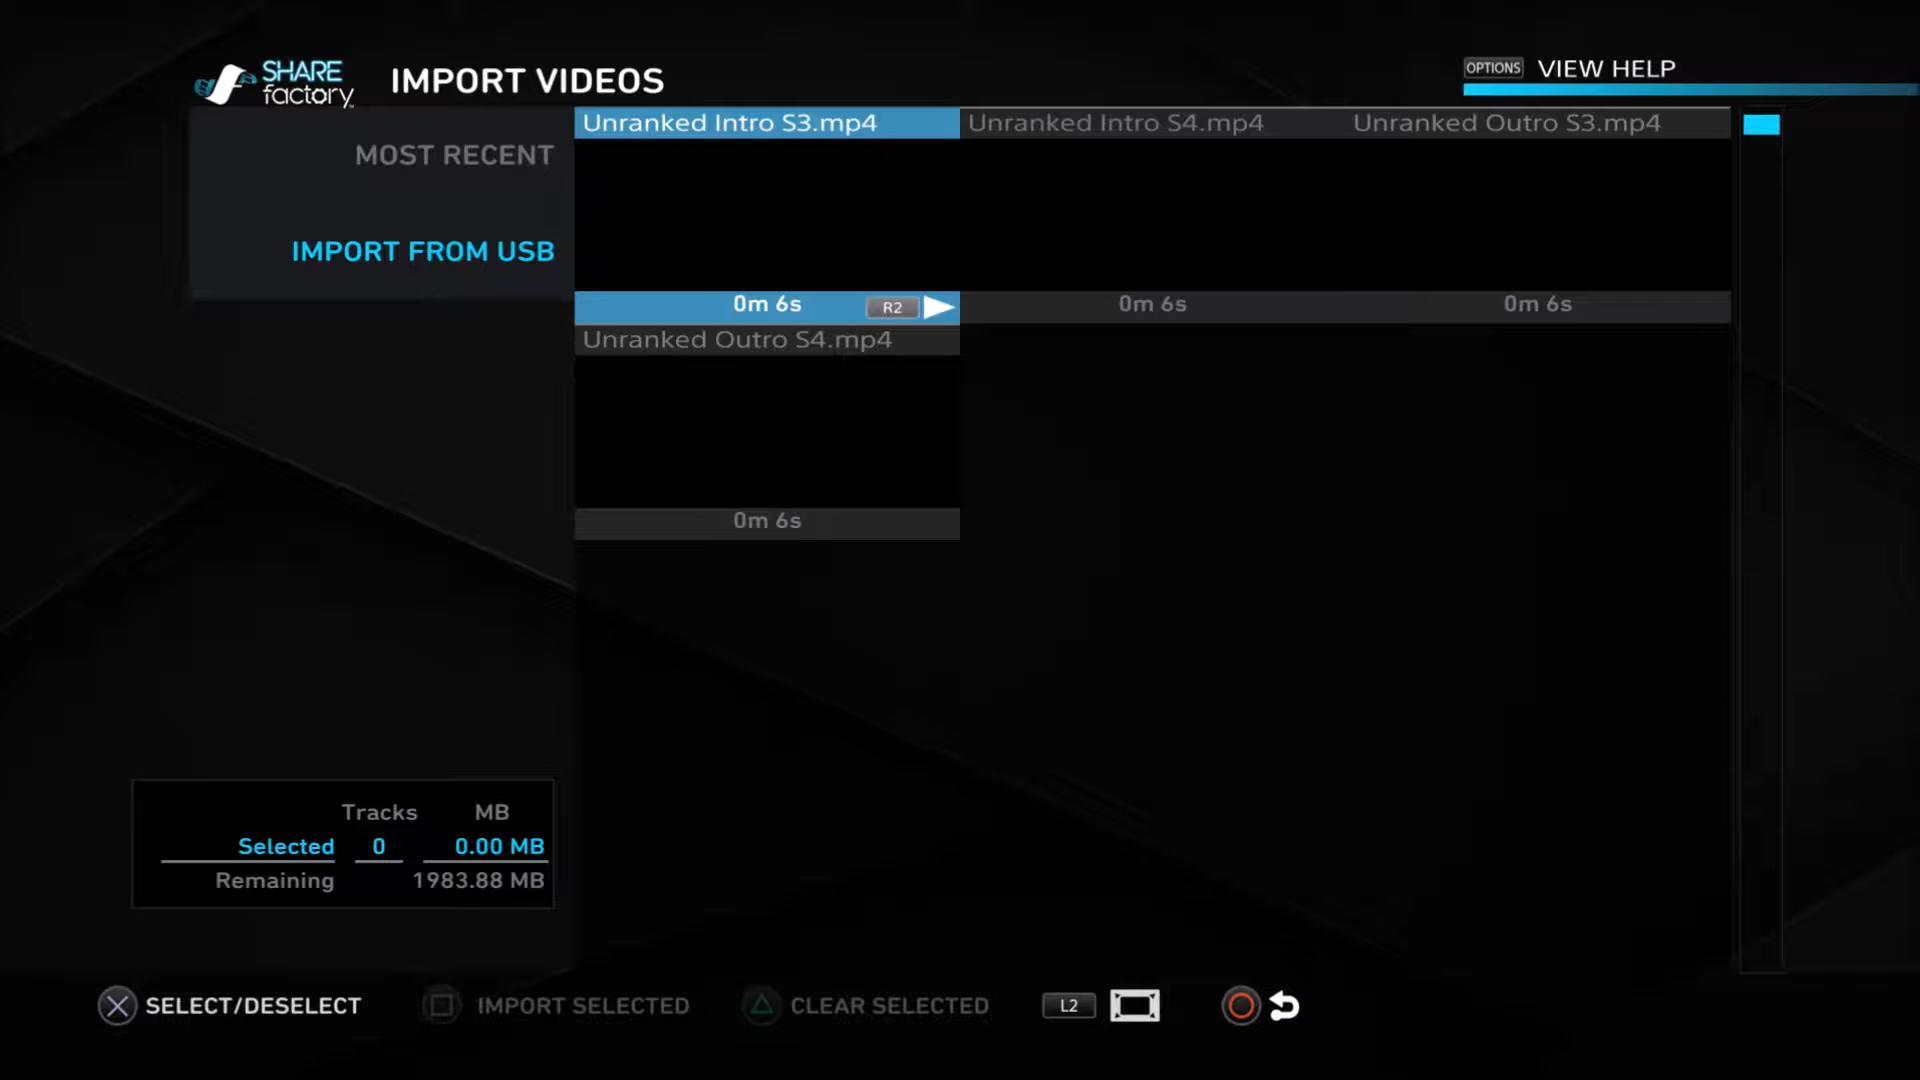 SHARE
factory
IMPORT VIDEOS
OPTIONS VIEW HELP
MOST RECENT
IMPORT FROM USB
Unranked Intro S3.mp4
Unranked Intro S4.mp4
Unranked Outro S3.mp4
0m 6s R2
0m 6s
0m 6s
Unranked Outro S4.mp4
0m 6s
Tracks MB
Selected 0 0.00 MB
Remaining 1983.88 MB
SELECT/DESELECT IMPORT SELECTED CLEAR SELECTED L2